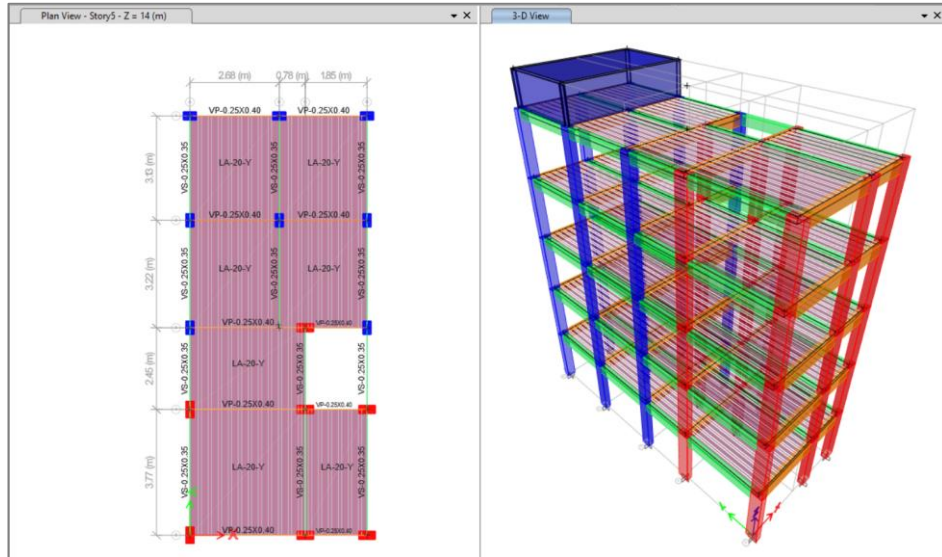 Plan View - Story5 - Z = 14 (m)
3-D View
2.68 (m) 0.78 (m) 1.85 (m)
VP-0.25X0.40 VP-0.25X0.40
3.13 (m)
VS-0.25X0.35
LA-20-Y
VS-0.25X0.35
LA-20-Y
VS-0.25X0.35
VP-0.25X0.40 VP-0.25X0.40
3.22 (m)
VS-0.25X0.35
LA-20-Y
VS-0.25X0.35
LA-20-Y
VS-0.25X0.35
VP-0.25X0.40 VP-0.25X0.40
2.45 (m)
VS-0.25X0.35
LA-20-Y
VS-0.25X0.35
VS-0.25X0.35
VP-0.25X0.40 VP-0.25X0.40
3.77 (m)
VS-0.25X0.35
LA-20-Y
VS-0.25X0.35
LA-20-Y
VS-0.25X0.35
VP-0.25X0.40 VP-0.25X0.40
X